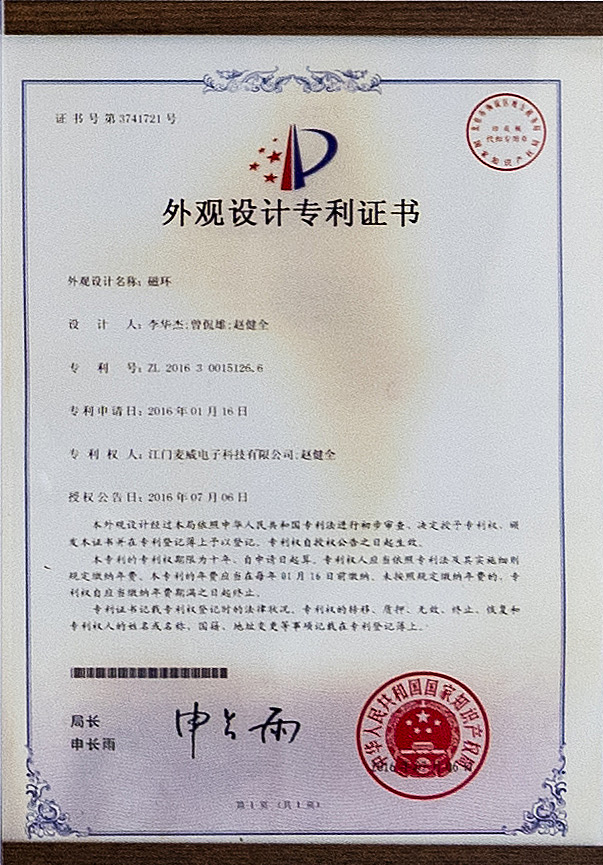 证书号第3741721号
外观设计专利证书
外观设计名称：磁环
设计人：李华杰;曾侃雄;赵健全
专利号：ZL 2016 3 0015126.6
专利申请日：2016年01月16日
专利权人：江门麦威电子科技有限公司;赵健全
授权公告日：2016年07月06日
本外观设计经过本局依照中华人民共和国专利法进行初步审查，决定授予专利权，颁
发本证书并在专利登记簿上予以登记。专利权自授权公告之日起生效。
本专利的专利权期限为十年，自申请日起算。专利权人应当依照专利法及其实施细则
规定缴纳年费。本专利的年费应当在每年01月16日前缴纳。未按照规定缴纳年费的，专
利权自应当缴纳年费期满之日起终止。
专利证书记载专利权登记时的法律状况。专利权的转移、质押、无效、终止、恢复和
专利权人的姓名或名称、国籍、地址变更等事项记载在专利登记簿上。
局长
申长雨
申长雨
中华人民共和国国家知识产权局
2016年07月06日
第1页（共1页）